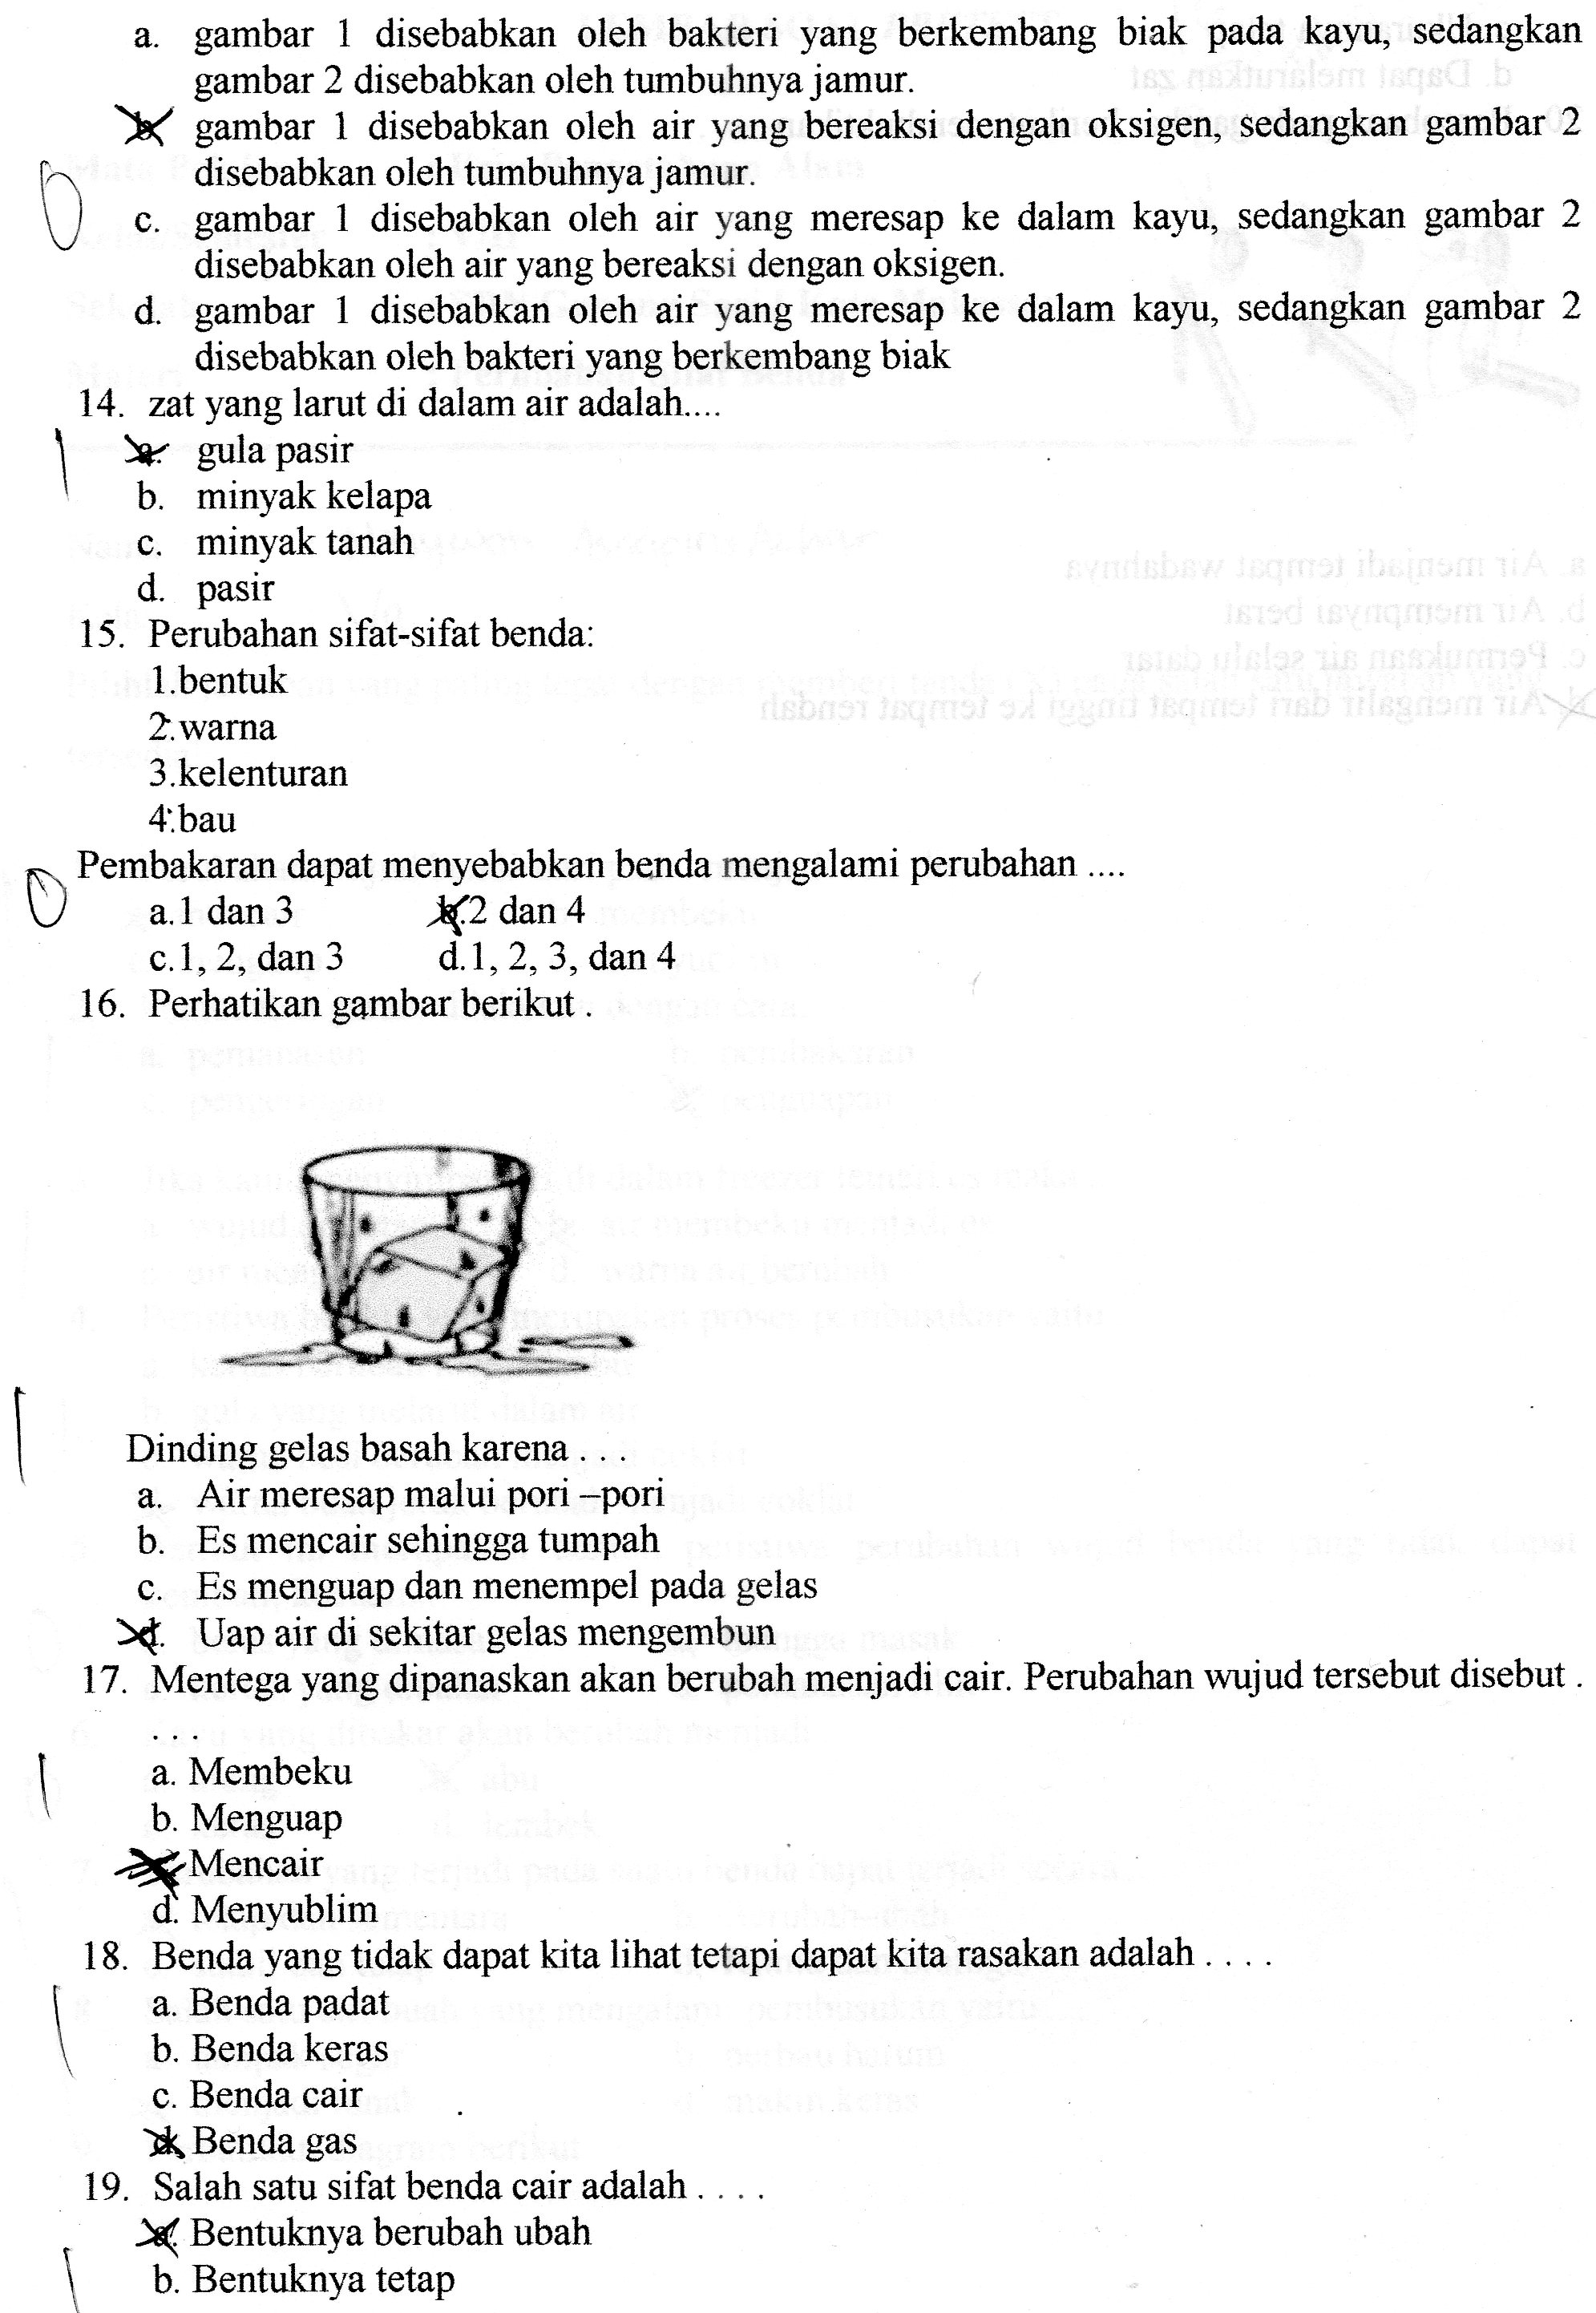 a. gambar 1 disebabkan oleh bakteri yang berkembang biak pada kayu, sedangkan
gambar 2 disebabkan oleh tumbuhnya jamur.
b. gambar 1 disebabkan oleh air yang bereaksi dengan oksigen, sedangkan gambar 2
disebabkan oleh tumbuhnya jamur.
0
c. gambar 1 disebabkan oleh air yang meresap ke dalam kayu, sedangkan gambar 2
disebabkan oleh air yang bereaksi dengan oksigen.
d. gambar 1 disebabkan oleh air yang meresap ke dalam kayu, sedangkan gambar 2
disebabkan oleh bakteri yang berkembang biak
14. zat yang larut di dalam air adalah....
1
a. gula pasir
b. minyak kelapa
c. minyak tanah
d. pasir
15. Perubahan sifat-sifat benda:
1.bentuk
2.warna
3.kelenturan
4.bau
Pembakaran dapat menyebabkan benda mengalami perubahan ....
0
a.1 dan 3 b.2 dan 4
c.1, 2, dan 3 d.1, 2, 3, dan 4
16. Perhatikan gambar berikut .
1
Dinding gelas basah karena . . .
a. Air meresap malui pori –pori
b. Es mencair sehingga tumpah
c. Es menguap dan menempel pada gelas
d. Uap air di sekitar gelas mengembun
17. Mentega yang dipanaskan akan berubah menjadi cair. Perubahan wujud tersebut disebut .
. . .
1
a. Membeku
b. Menguap
Mencair
d. Menyublim
18. Benda yang tidak dapat kita lihat tetapi dapat kita rasakan adalah . . . .
1
a. Benda padat
b. Benda keras
c. Benda cair
d. Benda gas
19. Salah satu sifat benda cair adalah . . . .
1
a. Bentuknya berubah ubah
b. Bentuknya tetap